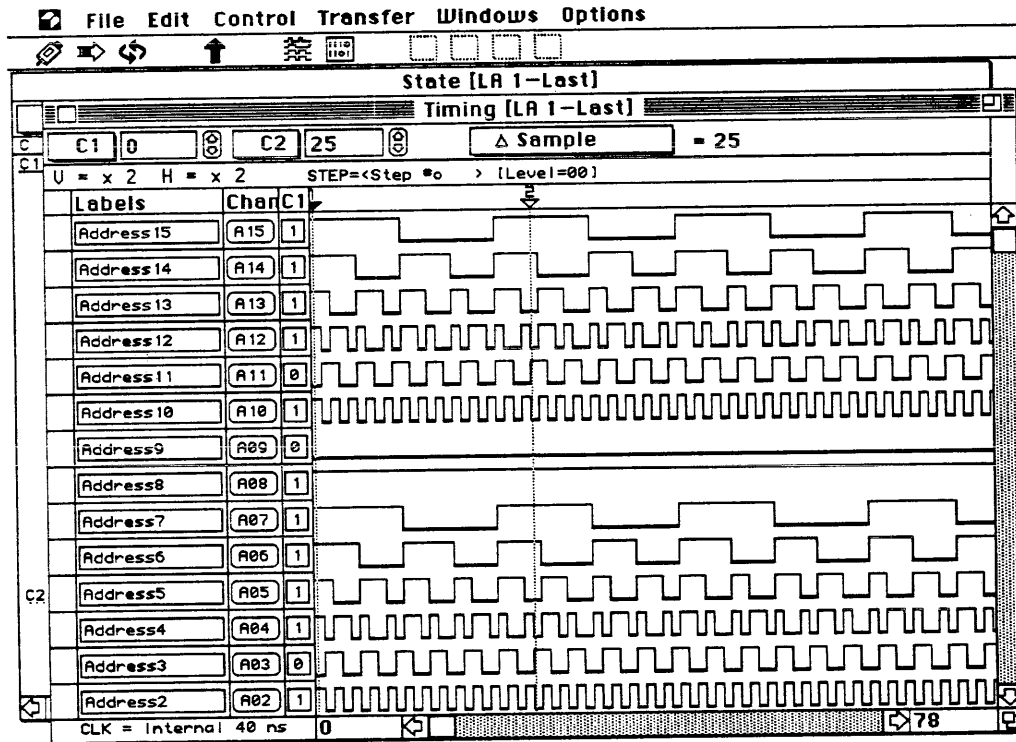 File Edit Control Transfer Windows Options
State [LA 1-Last]
Timing [LA 1-Last]
C
C1
C1 0 C2 25 △ Sample = 25
V = x 2 H = x 2 STEP=<Step #0 > [Level=00]
Labels Chan C1
Address15 A15 1
Address14 A14 1
Address13 A13 1
Address12 A12 1
Address11 A11 0
Address10 A10 1
Address9 A09 0
Address8 A08 1
Address7 A07 1
Address6 A06 1
C2
Address5 A05 1
Address4 A04 1
Address3 A03 0
Address2 A02 1
CLK = Internal 40 ns 0 78